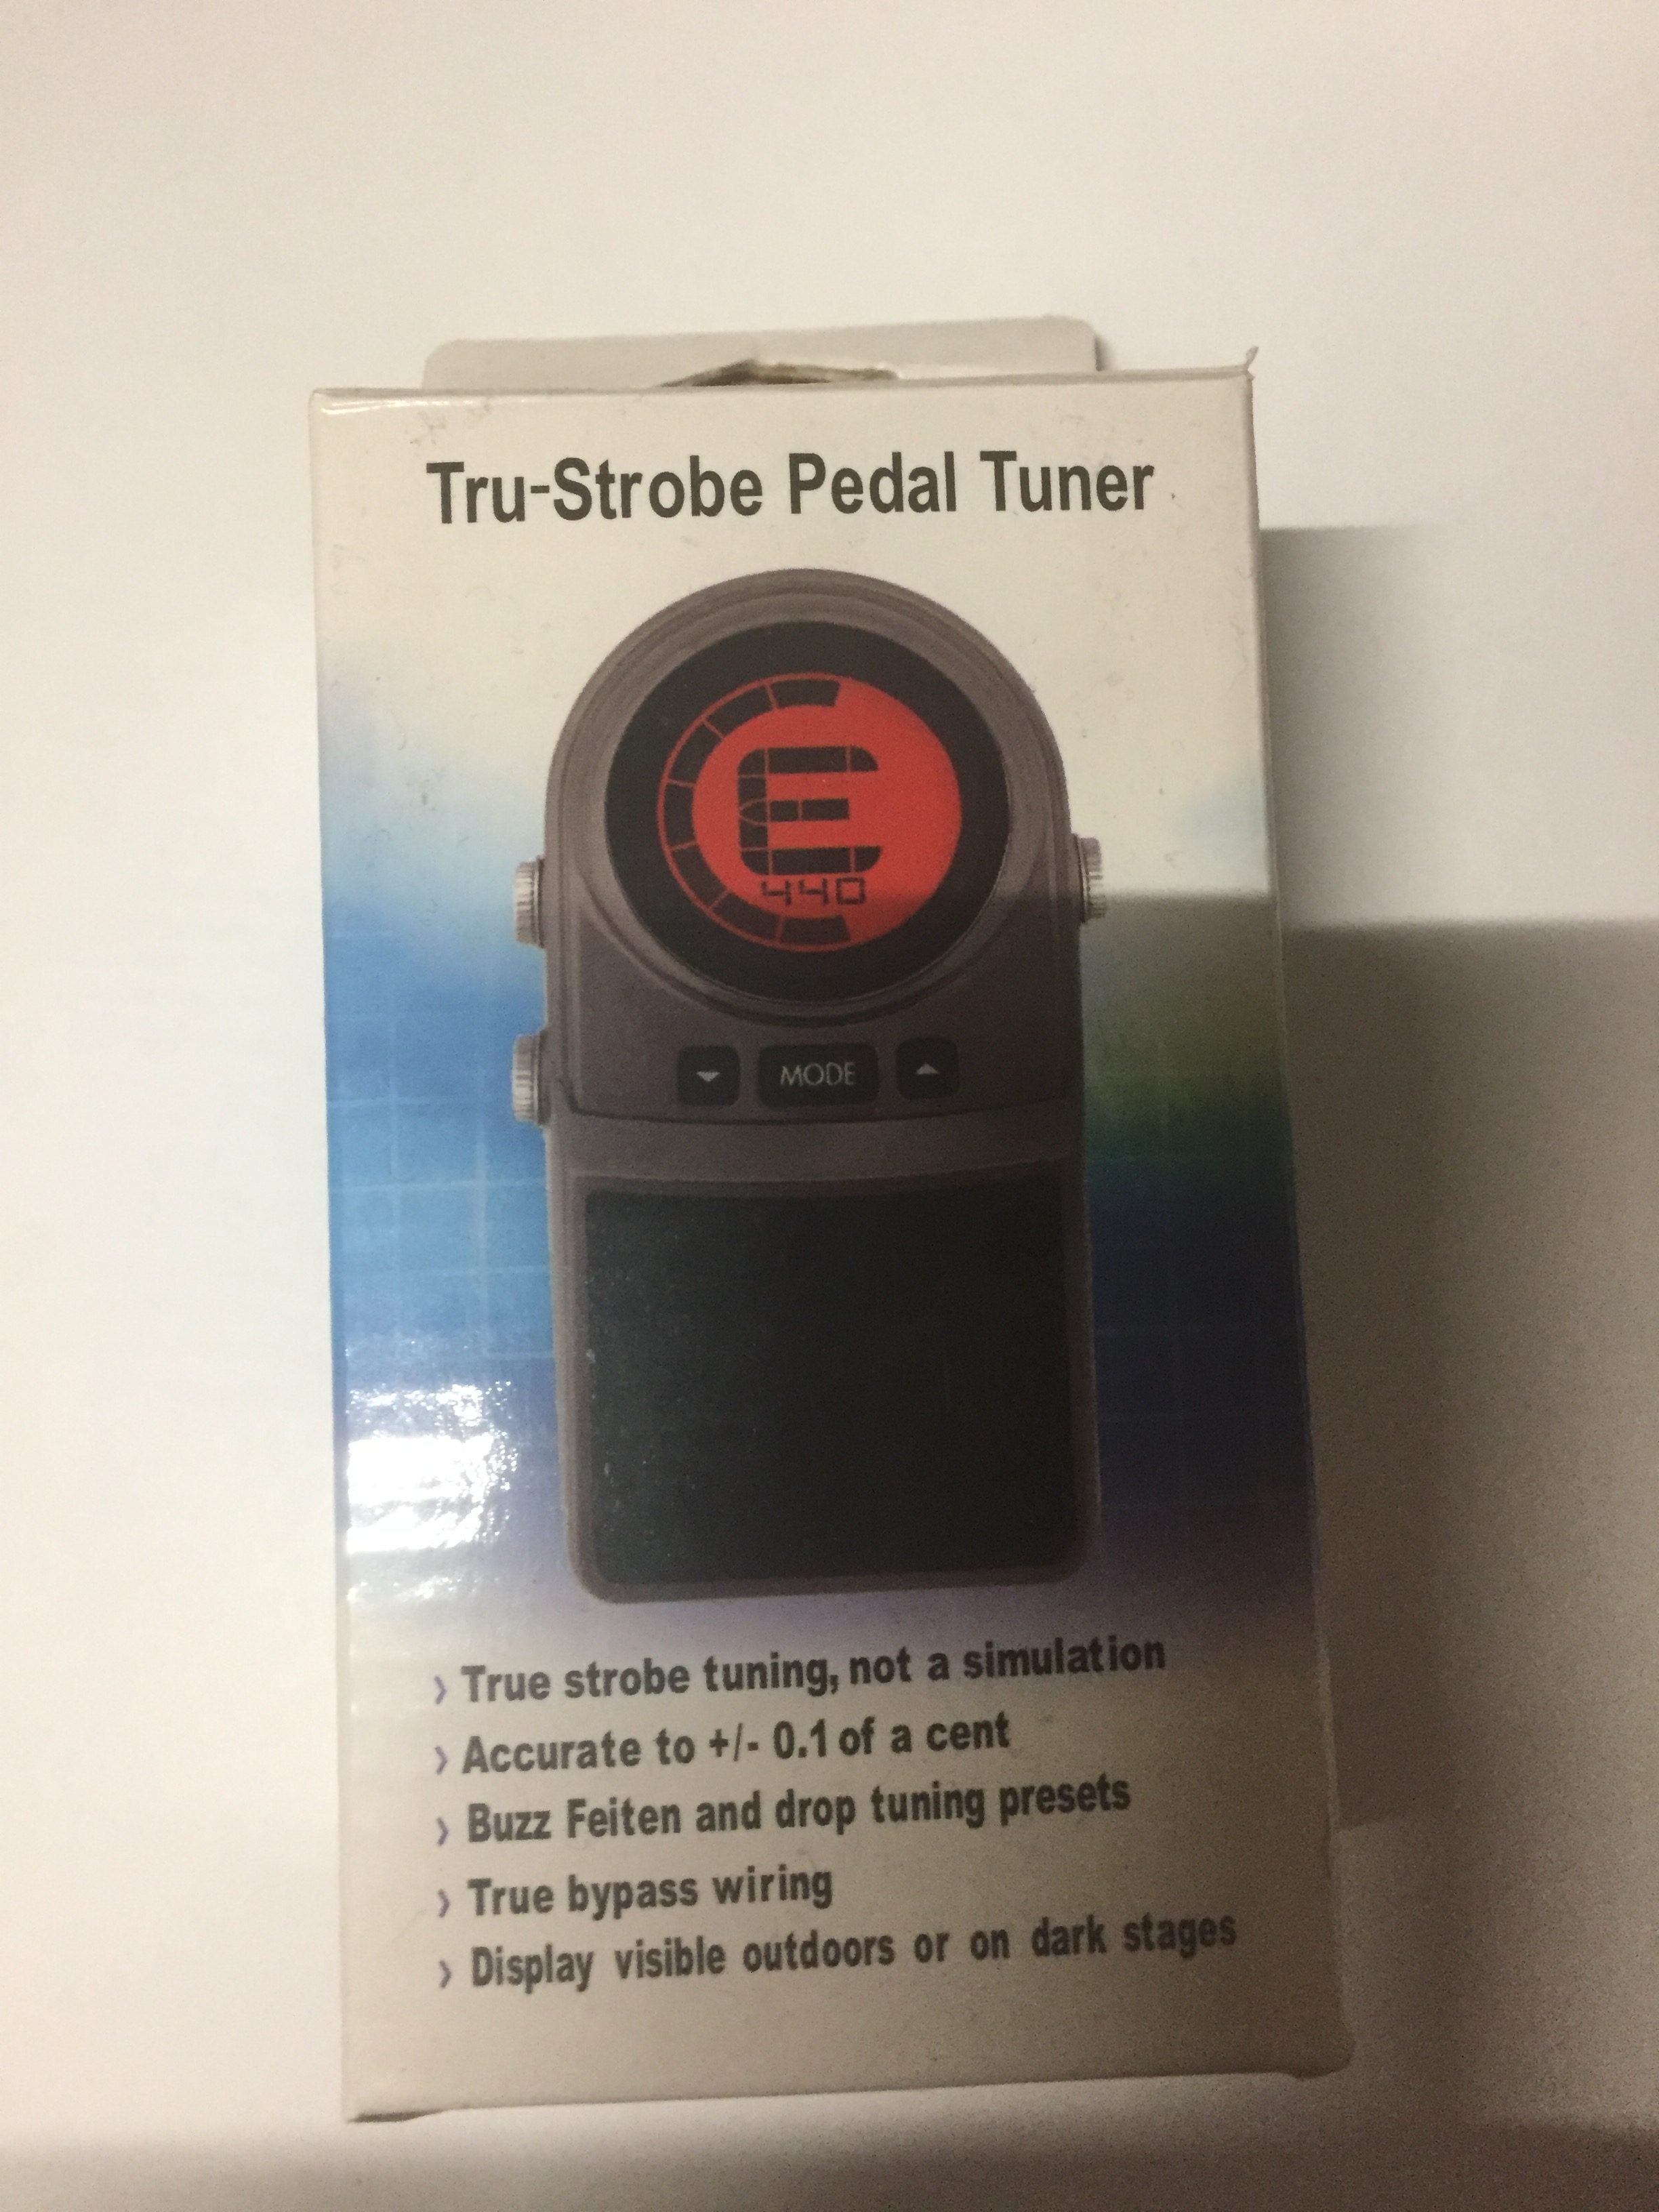 Tru-Strobe Pedal Tuner
E
440
MODE
› True strobe tuning, not a simulation
› Accurate to +/- 0.1 of a cent
› Buzz Feiten and drop tuning presets
› True bypass wiring
› Display visible outdoors or on dark stages